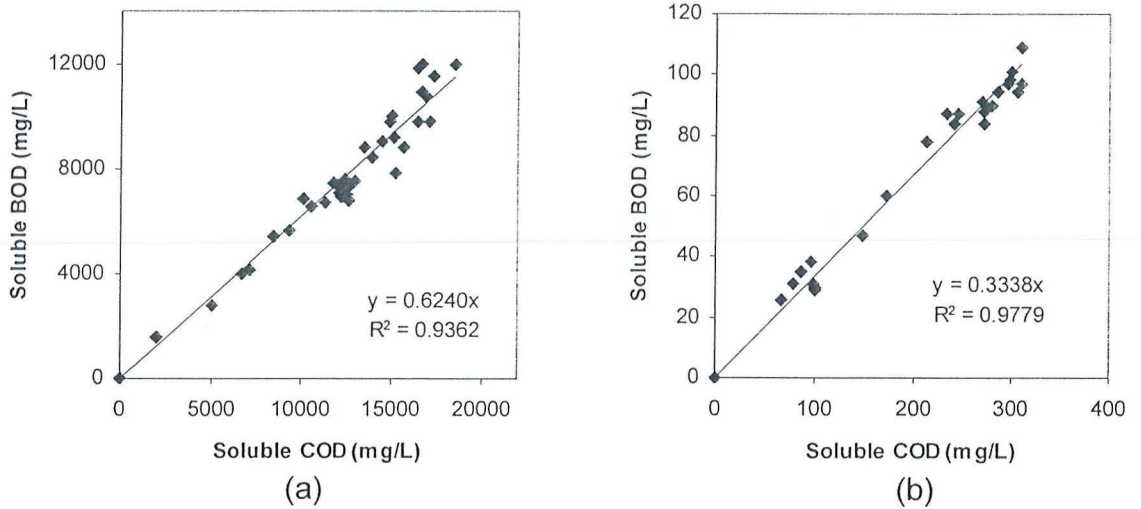 12000
8000
4000
0
Soluble BOD (mg/L)
y = 0.6240x
R² = 0.9362
0 5000 10000 15000 20000
Soluble COD (mg/L)
(a)
120
100
80
60
40
20
0
Soluble BOD (mg/L)
y = 0.3338x
R² = 0.9779
0 100 200 300 400
Soluble COD (mg/L)
(b)